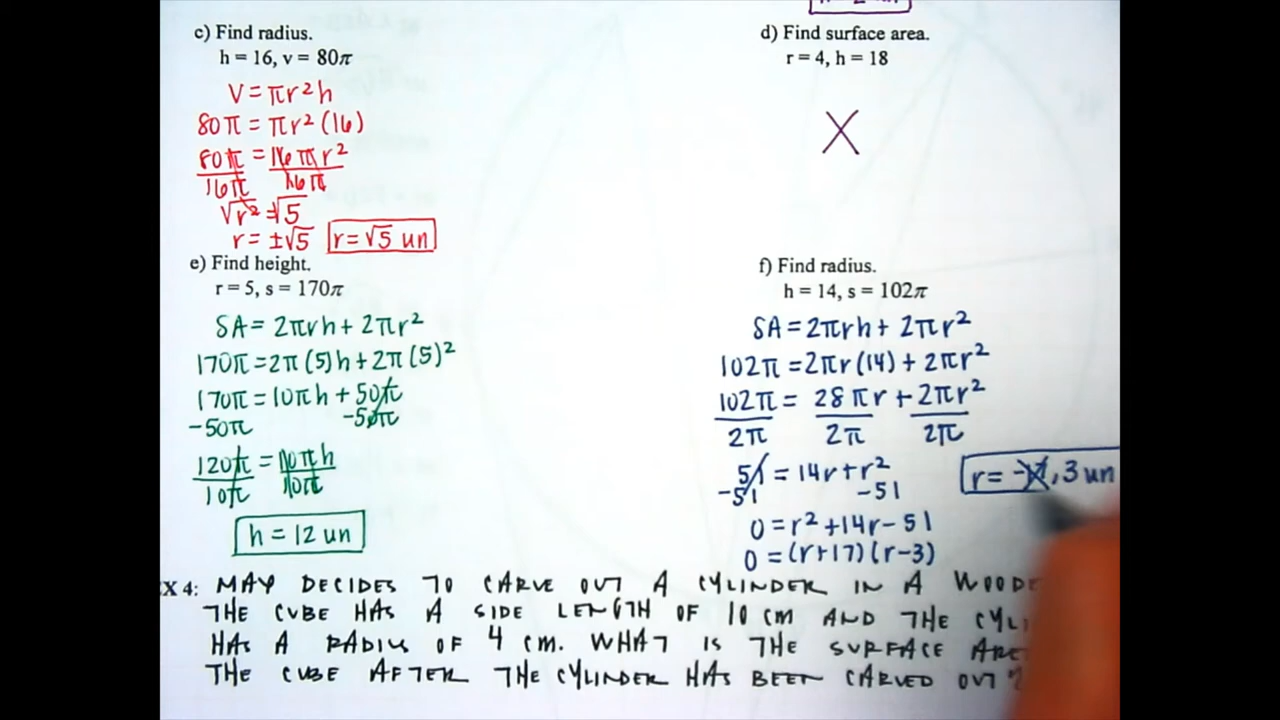 c) Find radius.
h = 16, v = 80π
V = πr²h
80π = πr²(16)
80π = 16πr²
16π 16π
√r² = √5
r = ±√5 r = √5 un
d) Find surface area.
r = 4, h = 18
X
e) Find height.
r = 5, s = 170π
SA = 2πrh + 2πr²
170π = 2π(5)h + 2π(5)²
170π = 10πh + 50π
-50π -50π
120π = 10πh
10π 10π
h = 12 un
f) Find radius.
h = 14, s = 102π
SA = 2πrh + 2πr²
102π = 2πr(14) + 2πr²
102π = 28πr + 2πr²
2π 2π 2π
51 = 14r + r²
-51 -51
r = -17, 3 un
0 = r² + 14r - 51
0 = (r+17)(r-3)
X 4: MAY DECIDES TO CARVE OUT A CYLINDER IN A WOODE
THE CUBE HAS A SIDE LENGTH OF 10 CM AND THE CYLI
HAS A RADIUS OF 4 CM. WHAT IS THE SURFACE ARE
THE CUBE AFTER THE CYLINDER HAS BEEN CARVED OUT?